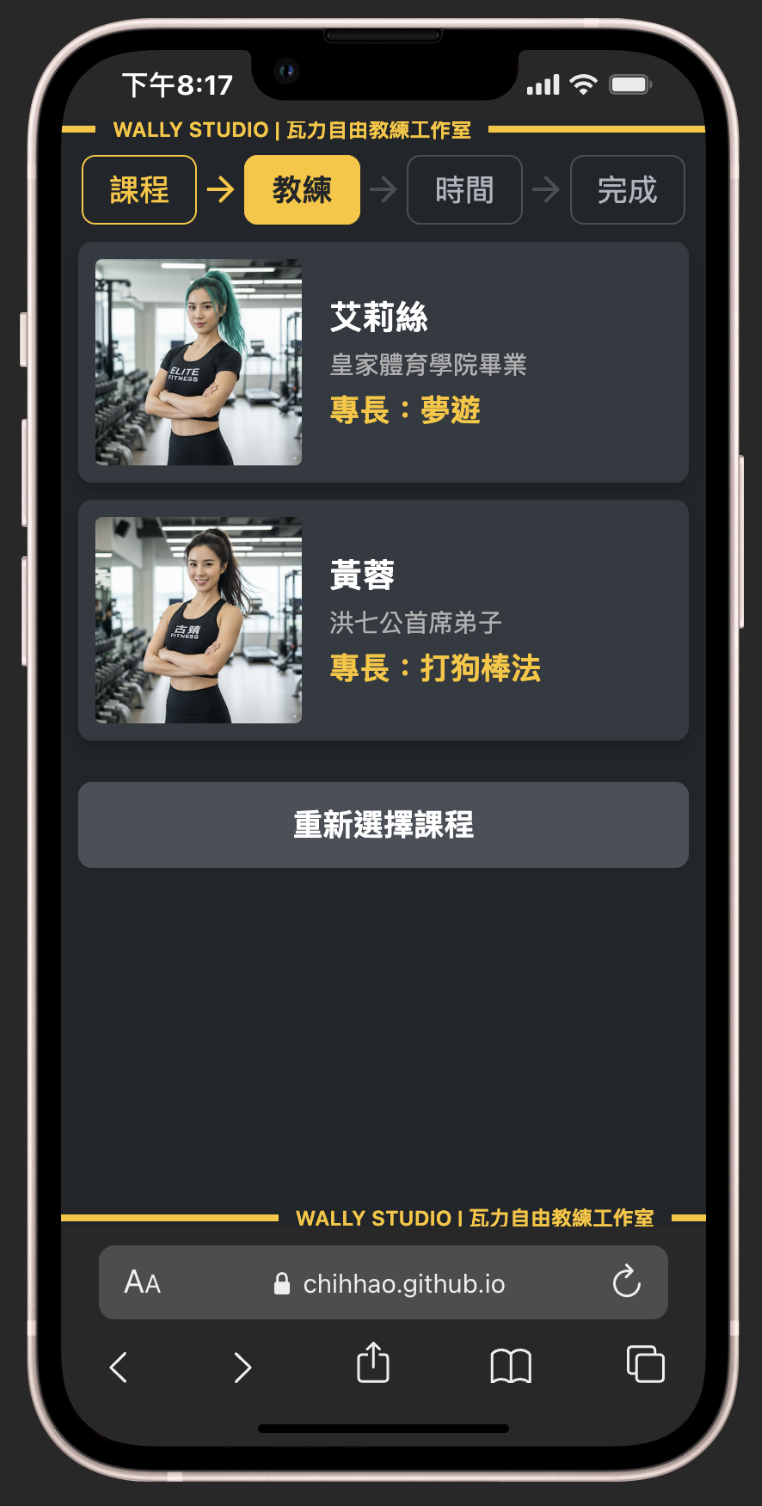 下午8:17
WALLY STUDIO | 瓦力自由教練工作室
課程 → 教練 → 時間 → 完成
ELITE
FITNESS
艾莉絲
皇家體育學院畢業
專長：夢遊
FITNESS
黃蓉
洪七公首席弟子
專長：打狗棒法
重新選擇課程
WALLY STUDIO | 瓦力自由教練工作室
AA chihhao.github.io